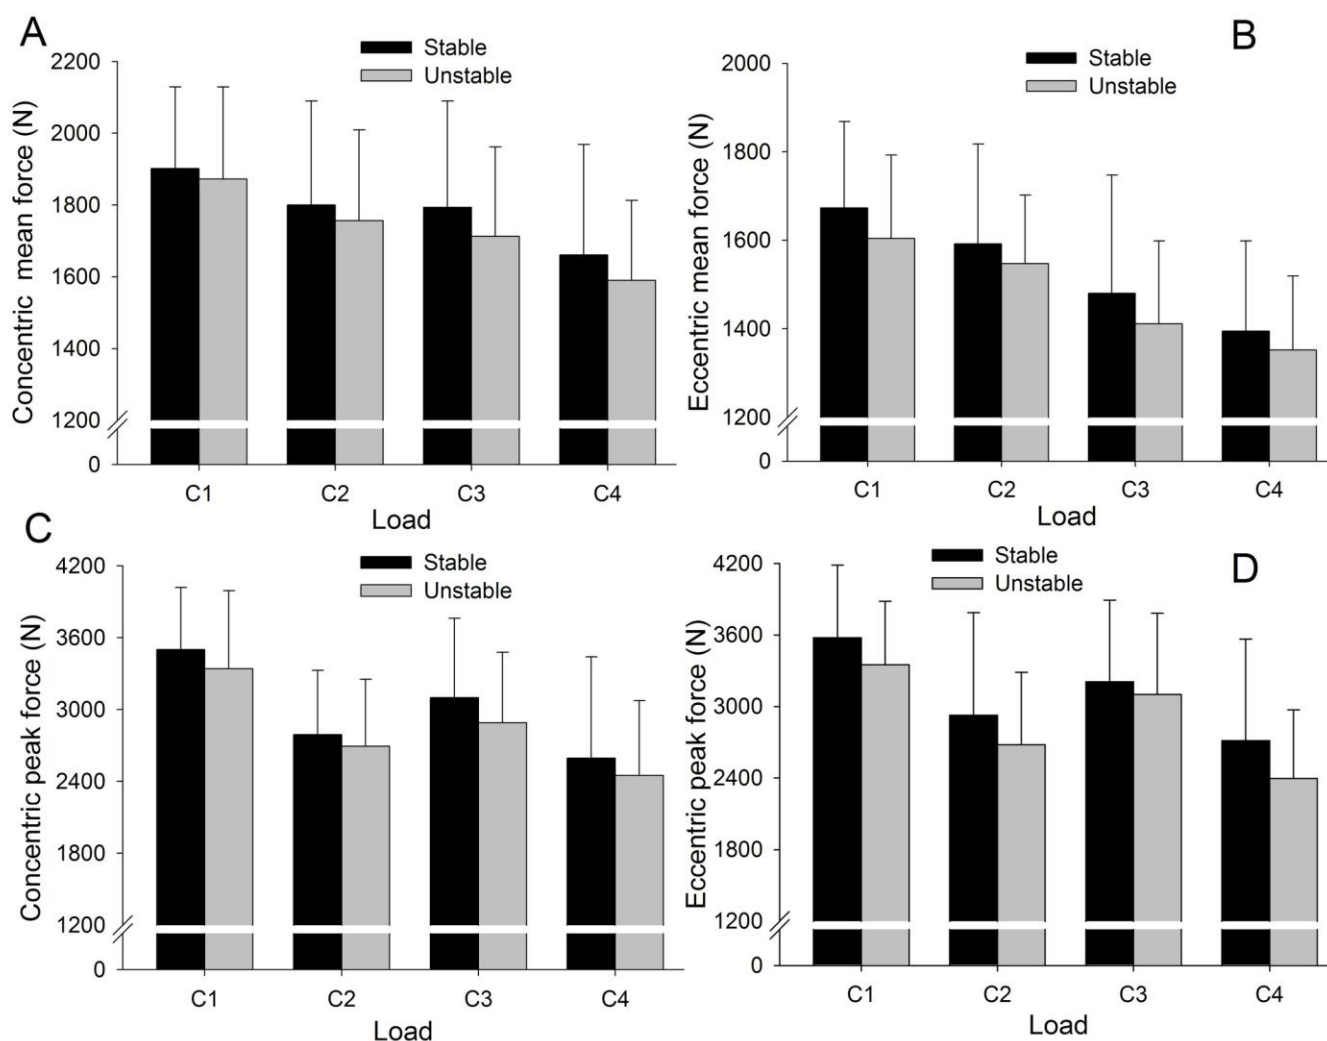 A
Stable
Unstable
Concentric mean force (N)
2200
2000
1800
1600
1400
1200
0
C1 C2 C3 C4
Load
B
Stable
Unstable
Eccentric mean force (N)
2000
1800
1600
1400
1200
0
C1 C2 C3 C4
Load
C
Stable
Unstable
Concentric peak force (N)
4200
3600
3000
2400
1800
1200
0
C1 C2 C3 C4
Load
D
Stable
Unstable
Eccentric peak force (N)
4200
3600
3000
2400
1800
1200
0
C1 C2 C3 C4
Load